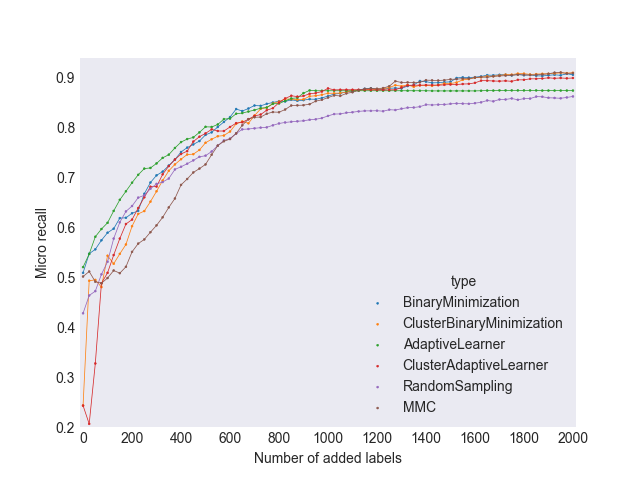 0.9
0.8
0.7
0.6
0.5
0.4
0.3
0.2
Micro recall
type
BinaryMinimization
ClusterBinaryMinimization
AdaptiveLearner
ClusterAdaptiveLearner
RandomSampling
MMC
0 200 400 600 800 1000 1200 1400 1600 1800 2000
Number of added labels